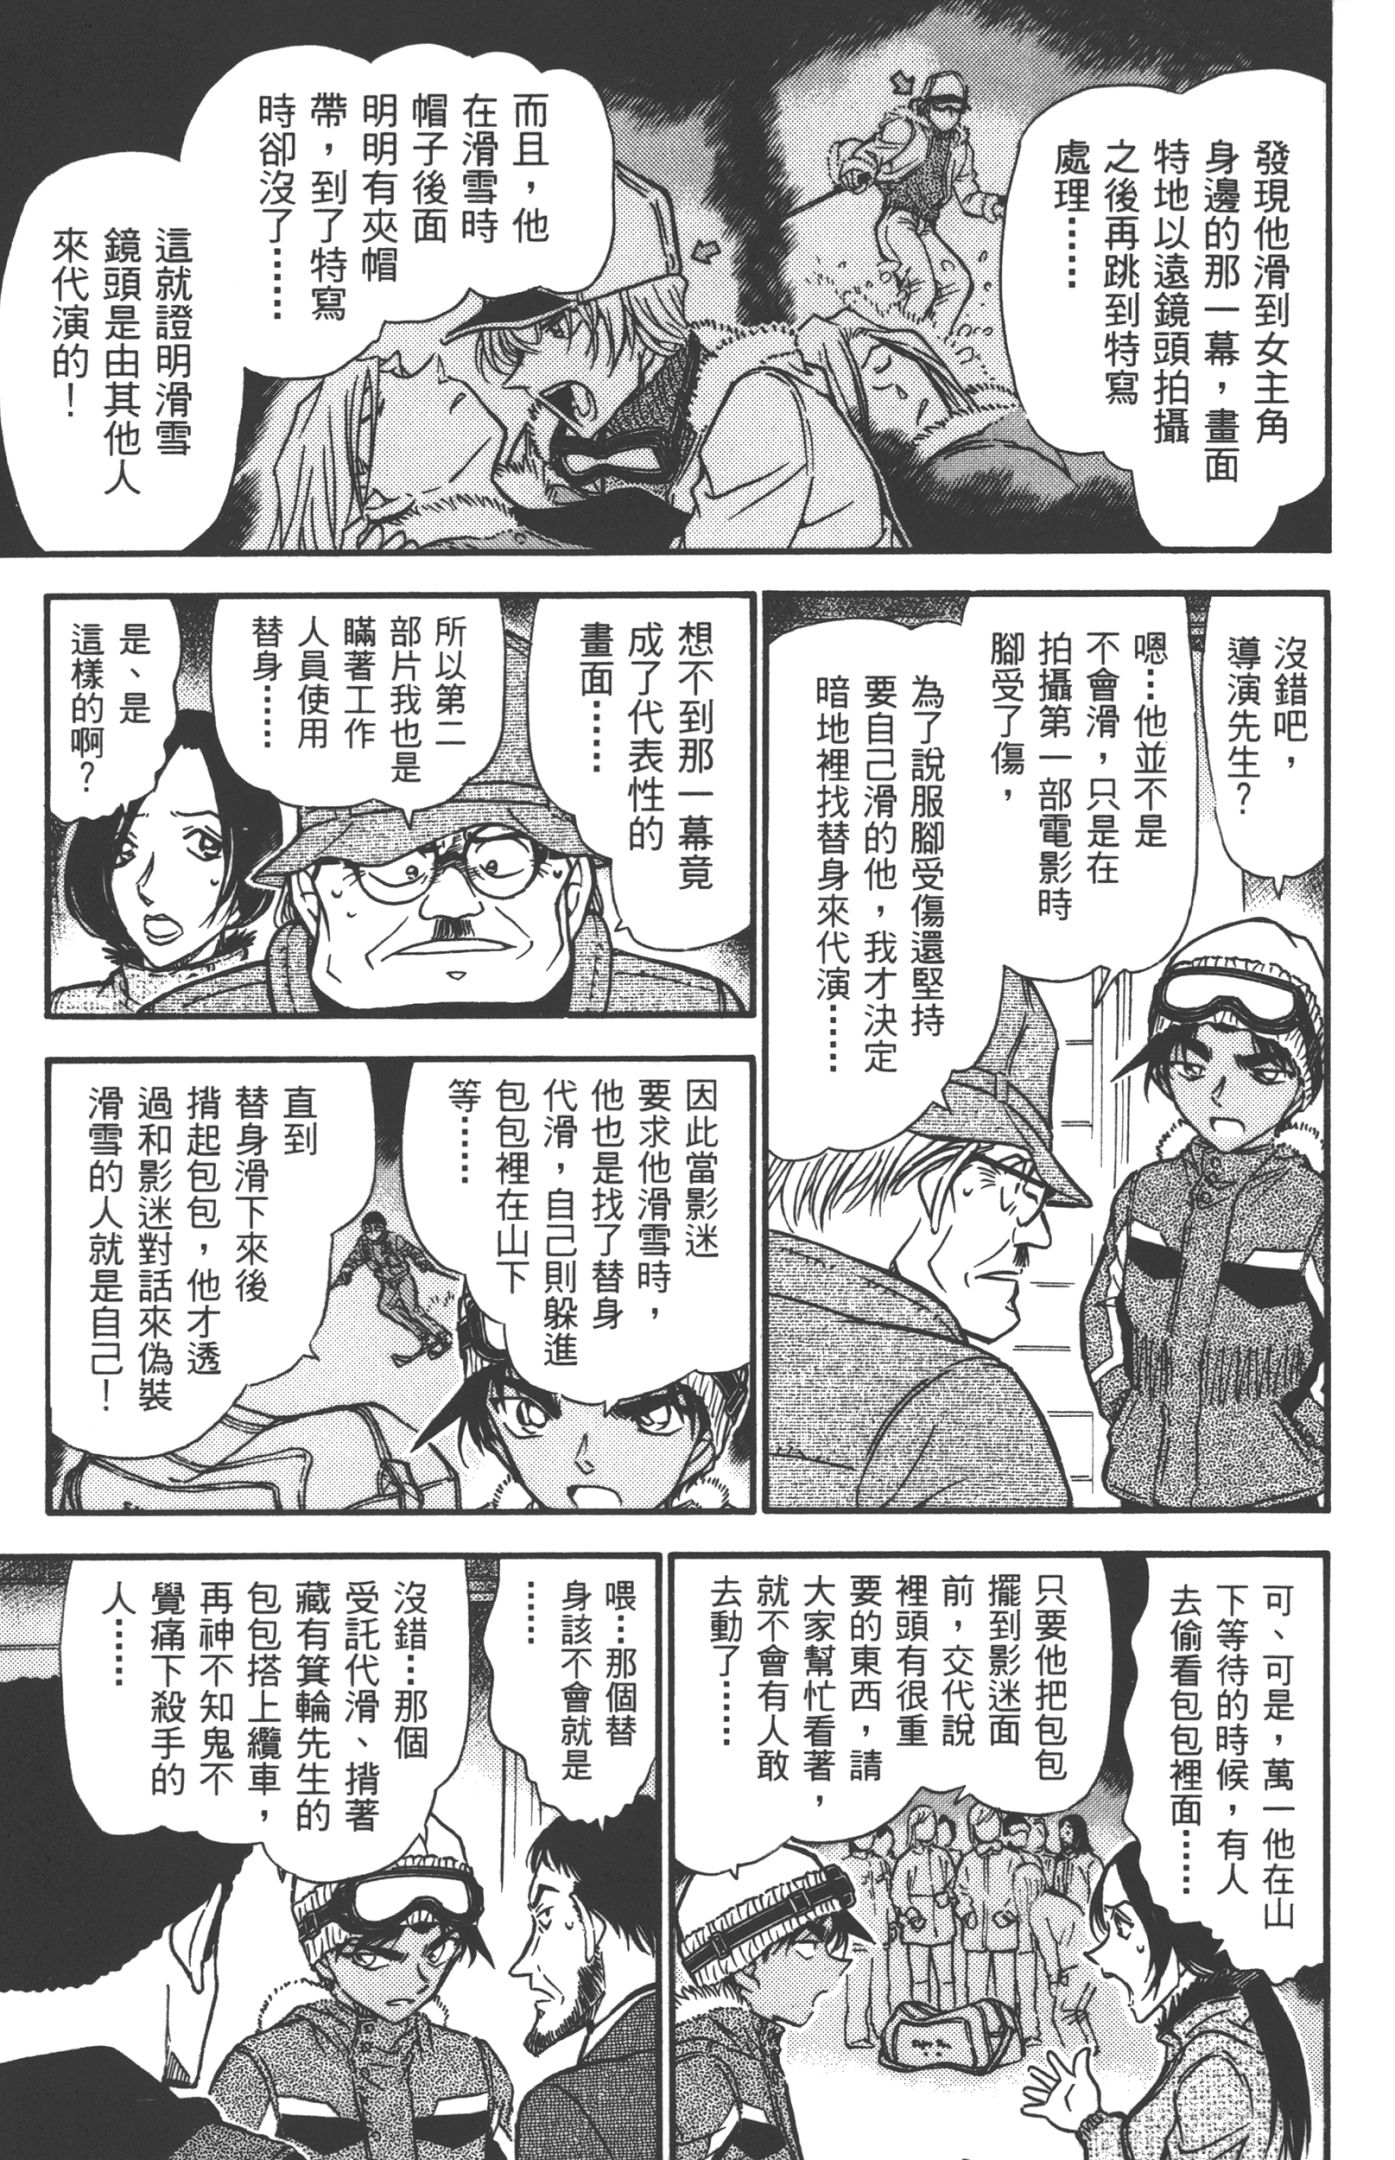 發現他滑到女主角
身邊的那一幕，畫面
特地以遠鏡頭拍攝
之後再跳到特寫
處理……
而且，他
在滑雪時
帽子後面
明明有夾帽
帶，到了特寫
時卻沒了……
這就證明滑雪
鏡頭是由其他人
來代演的！
沒錯吧，
導演先生？
嗯…他並不是
不會滑，只是在
拍攝第一部電影時
腳受了傷，
為了說服腳受傷還堅持
要自己滑的他，我才決定
暗地裡找替身來代演……
想不到那一幕竟
成了代表性的
畫面……
所以第二
部片我也是
瞞著工作
人員使用
替身……
是、是
這樣的啊？
因此當影迷
要求他滑雪時，
他也是找了替身
代滑，自己則躲進
包包裡在山下
等……
直到
替身滑下來後
揹起包包，他才透
過和影迷對話來偽裝
滑雪的人就是自己！
可、可是，萬一他在山
下等待的時候，有人
去偷看包包裡面……
只要他把包包
擺到影迷面
前，交代說
裡頭有很重
要的東西，請
大家幫忙看著，
就不會有人敢
去動了……
喂…那個替
身該不會就是
……
沒錯…那個
受託代滑、揹著
藏有箕輪先生的
包包搭上纜車，
再神不知鬼不
覺痛下殺手的
人……